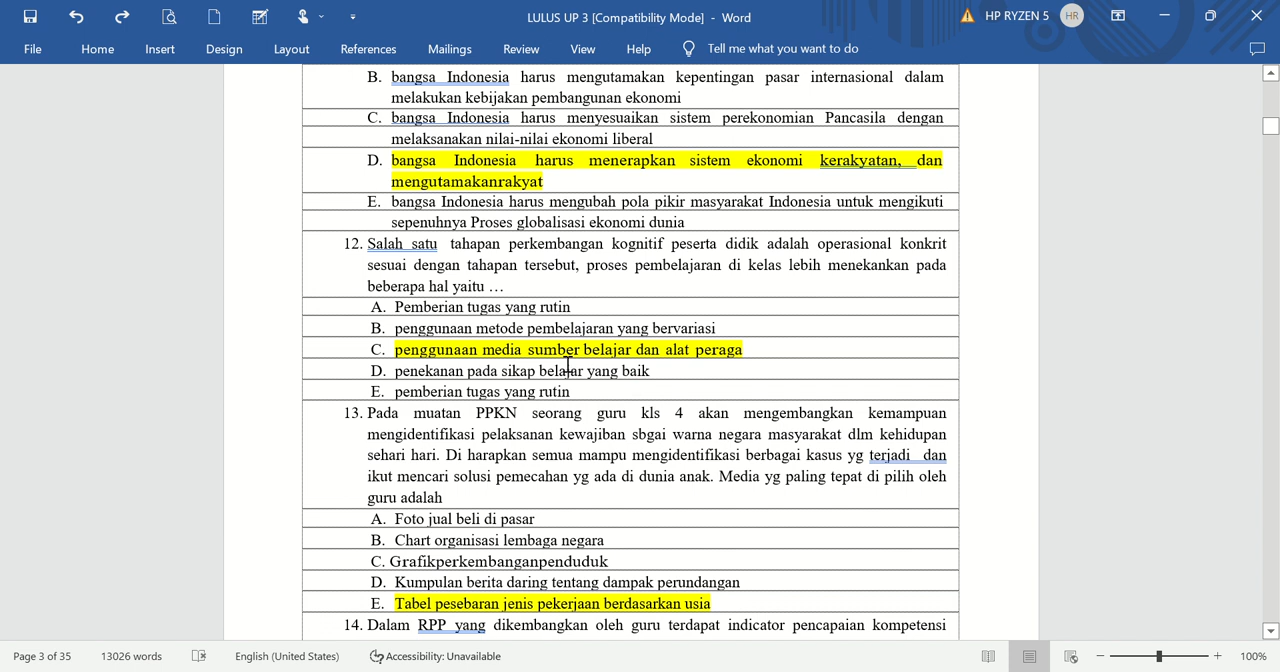 LULUS UP 3 [Compatibility Mode] - Word
HP RYZEN 5 HR
File Home Insert Design Layout References Mailings Review View Help Tell me what you want to do
B. bangsa Indonesia harus mengutamakan kepentingan pasar internasional dalam
melakukan kebijakan pembangunan ekonomi
C. bangsa Indonesia harus menyesuaikan sistem perekonomian Pancasila dengan
melaksanakan nilai-nilai ekonomi liberal
D. bangsa Indonesia harus menerapkan sistem ekonomi kerakyatan, dan
mengutamakanrakyat
E. bangsa Indonesia harus mengubah pola pikir masyarakat Indonesia untuk mengikuti
sepenuhnya Proses globalisasi ekonomi dunia
12. Salah satu tahapan perkembangan kognitif peserta didik adalah operasional konkrit
sesuai dengan tahapan tersebut, proses pembelajaran di kelas lebih menekankan pada
beberapa hal yaitu …
A. Pemberian tugas yang rutin
B. penggunaan metode pembelajaran yang bervariasi
C. penggunaan media sumber belajar dan alat peraga
D. penekanan pada sikap belajar yang baik
E. pemberian tugas yang rutin
13. Pada muatan PPKN seorang guru kls 4 akan mengembangkan kemampuan
mengidentifikasi pelaksanan kewajiban sbgai warna negara masyarakat dlm kehidupan
sehari hari. Di harapkan semua mampu mengidentifikasi berbagai kasus yg terjadi dan
ikut mencari solusi pemecahan yg ada di dunia anak. Media yg paling tepat di pilih oleh
guru adalah
A. Foto jual beli di pasar
B. Chart organisasi lembaga negara
C. Grafikperkembanganpenduduk
D. Kumpulan berita daring tentang dampak perundangan
E. Tabel pesebaran jenis pekerjaan berdasarkan usia
14. Dalam RPP yang dikembangkan oleh guru terdapat indicator pencapaian kompetensi
Page 3 of 35 13026 words English (United States) Accessibility: Unavailable 100%